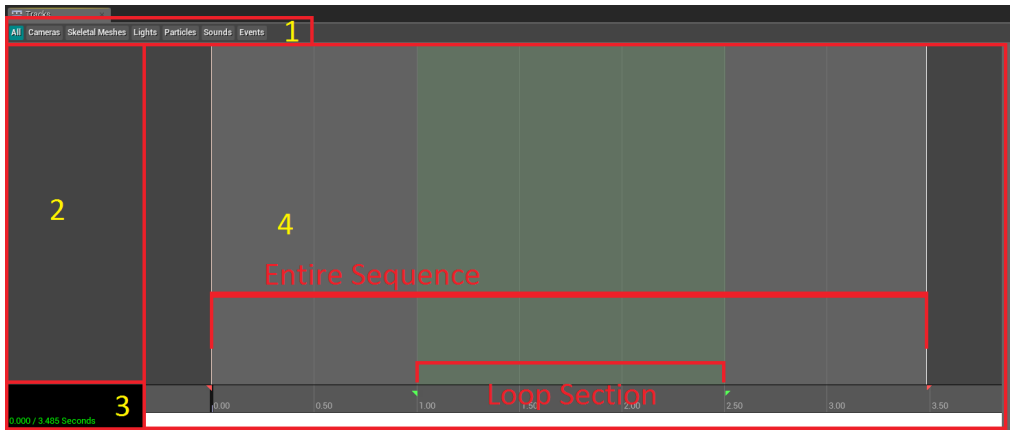 Tracks
All Cameras Skeletal Meshes Lights Particles Sounds Events 1
2
4
Entire Sequence
Loop Section
3
0.00 0.50 1.00 1.50 2.00 2.50 3.00 3.50
0.000 / 3.485 Seconds